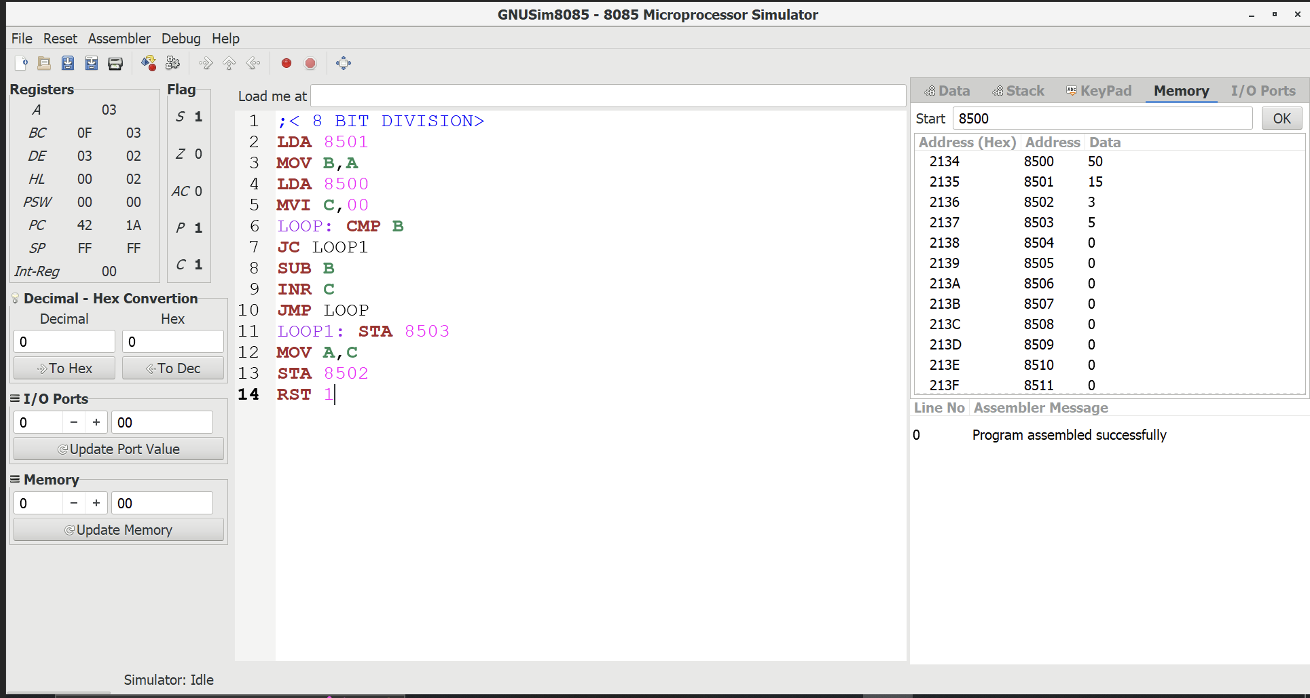 GNUSim8085 - 8085 Microprocessor Simulator
File Reset Assembler Debug Help
Registers
A 03
BC 0F 03
DE 03 02
HL 00 02
PSW 00 00
PC 42 1A
SP FF FF
Int-Reg 00
Flag
S 1
Z 0
AC 0
P 1
C 1
Decimal - Hex Convertion
Decimal Hex
0 0
To Hex To Dec
I/O Ports
0 - + 00
Update Port Value
Memory
0 - + 00
Update Memory
Load me at
1 ;< 8 BIT DIVISION>
2 LDA 8501
3 MOV B,A
4 LDA 8500
5 MVI C,00
6 LOOP: CMP B
7 JC LOOP1
8 SUB B
9 INR C
10 JMP LOOP
11 LOOP1: STA 8503
12 MOV A,C
13 STA 8502
14 RST 1
Data Stack KeyPad Memory I/O Ports
Start 8500 OK
Address (Hex) Address Data
2134 8500 50
2135 8501 15
2136 8502 3
2137 8503 5
2138 8504 0
2139 8505 0
213A 8506 0
213B 8507 0
213C 8508 0
213D 8509 0
213E 8510 0
213F 8511 0
Line No Assembler Message
0 Program assembled successfully
Simulator: Idle